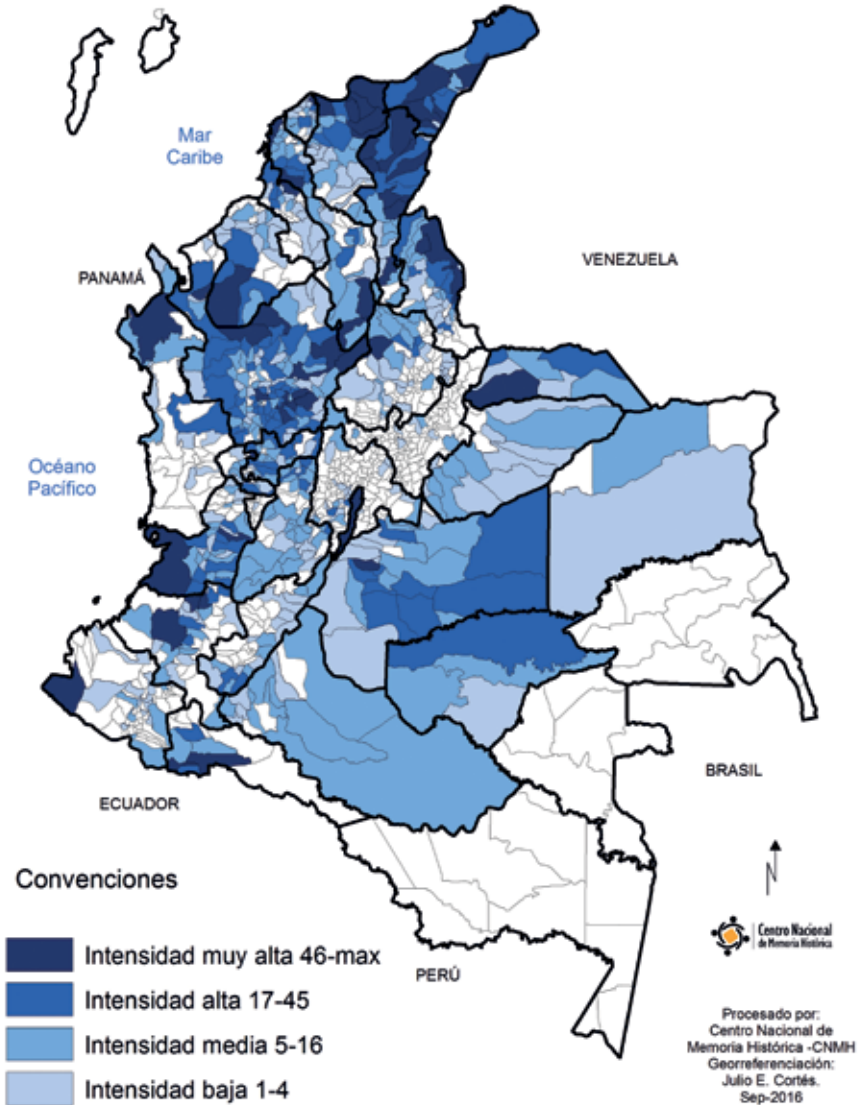 Mar
Caribe
PANAMÁ
VENEZUELA
Océano
Pacífico
ECUADOR
BRASIL
PERÚ
N
Convenciones
Intensidad muy alta 46-max
Intensidad alta 17-45
Intensidad media 5-16
Intensidad baja 1-4
Centro Nacional
de Memoria Histórica
Procesado por:
Centro Nacional de
Memoria Histórica -CNMH
Georreferenciación:
Julio E. Cortés.
Sep-2016